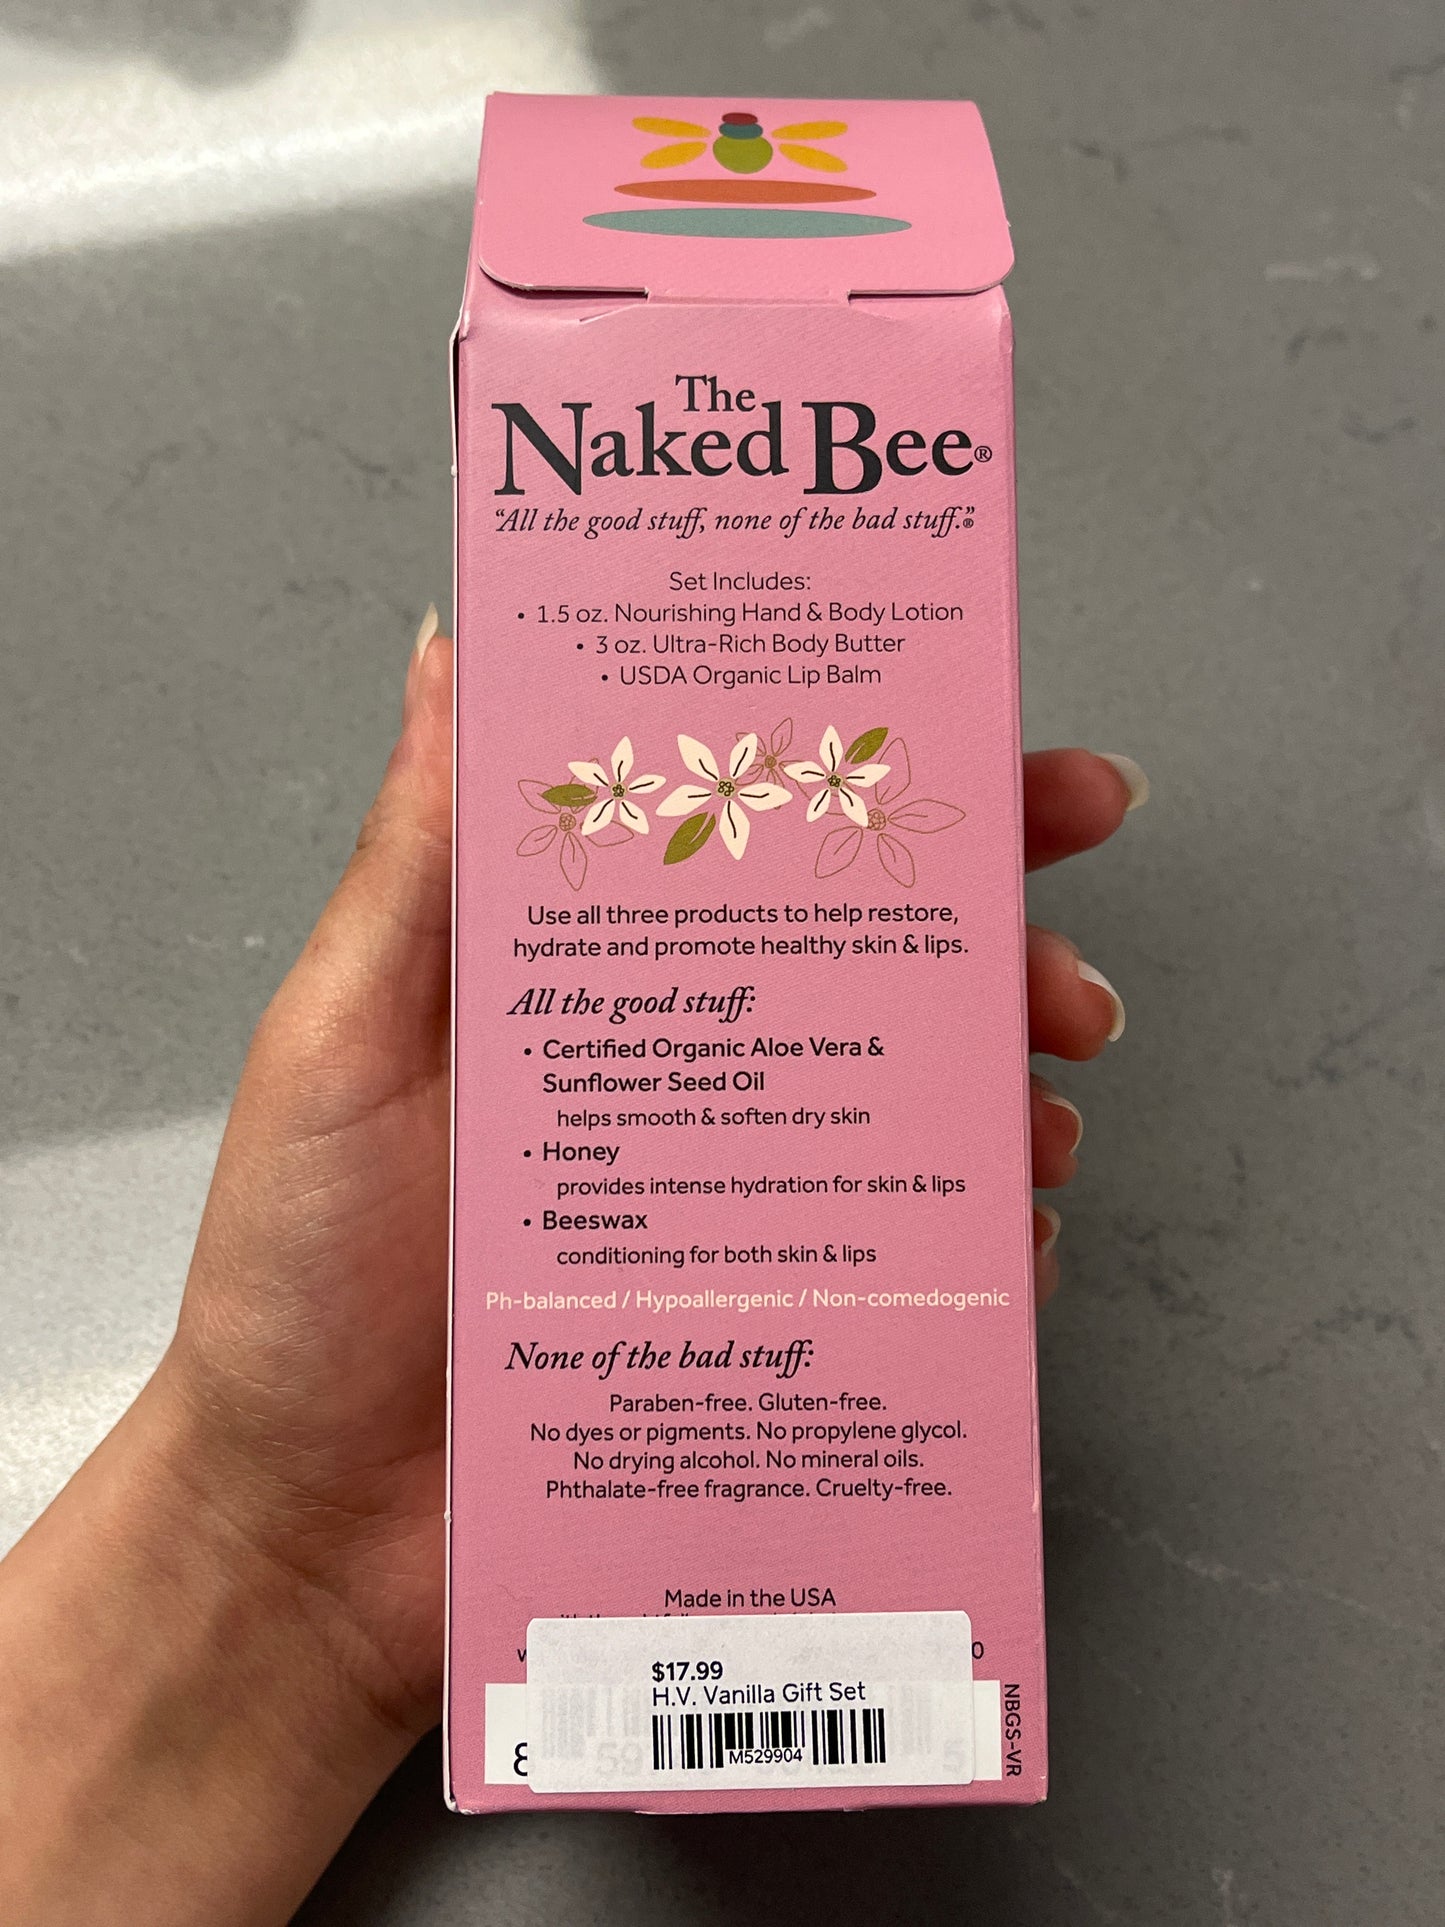 The
Naked Bee®
“All the good stuff, none of the bad stuff.”®
Set Includes:
• 1.5 oz. Nourishing Hand & Body Lotion
• 3 oz. Ultra-Rich Body Butter
• USDA Organic Lip Balm
Use all three products to help restore,
hydrate and promote healthy skin & lips.
All the good stuff:
• Certified Organic Aloe Vera &
Sunflower Seed Oil
helps smooth & soften dry skin
• Honey
provides intense hydration for skin & lips
• Beeswax
conditioning for both skin & lips
Ph-balanced / Hypoallergenic / Non-comedogenic
None of the bad stuff:
Paraben-free. Gluten-free.
No dyes or pigments. No propylene glycol.
No drying alcohol. No mineral oils.
Phthalate-free fragrance. Cruelty-free.
Made in the USA
$17.99
H.V. Vanilla Gift Set
M529904
NBGS-VR